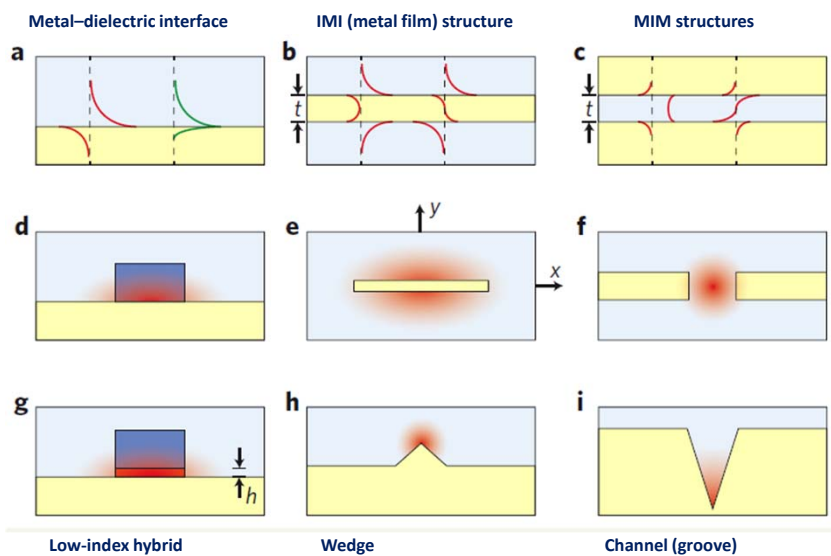 Metal–dielectric interface
IMI (metal film) structure
MIM structures
a
b
c
t
t
d
e
f
y
x
g
h
i
h
Low-index hybrid
Wedge
Channel (groove)